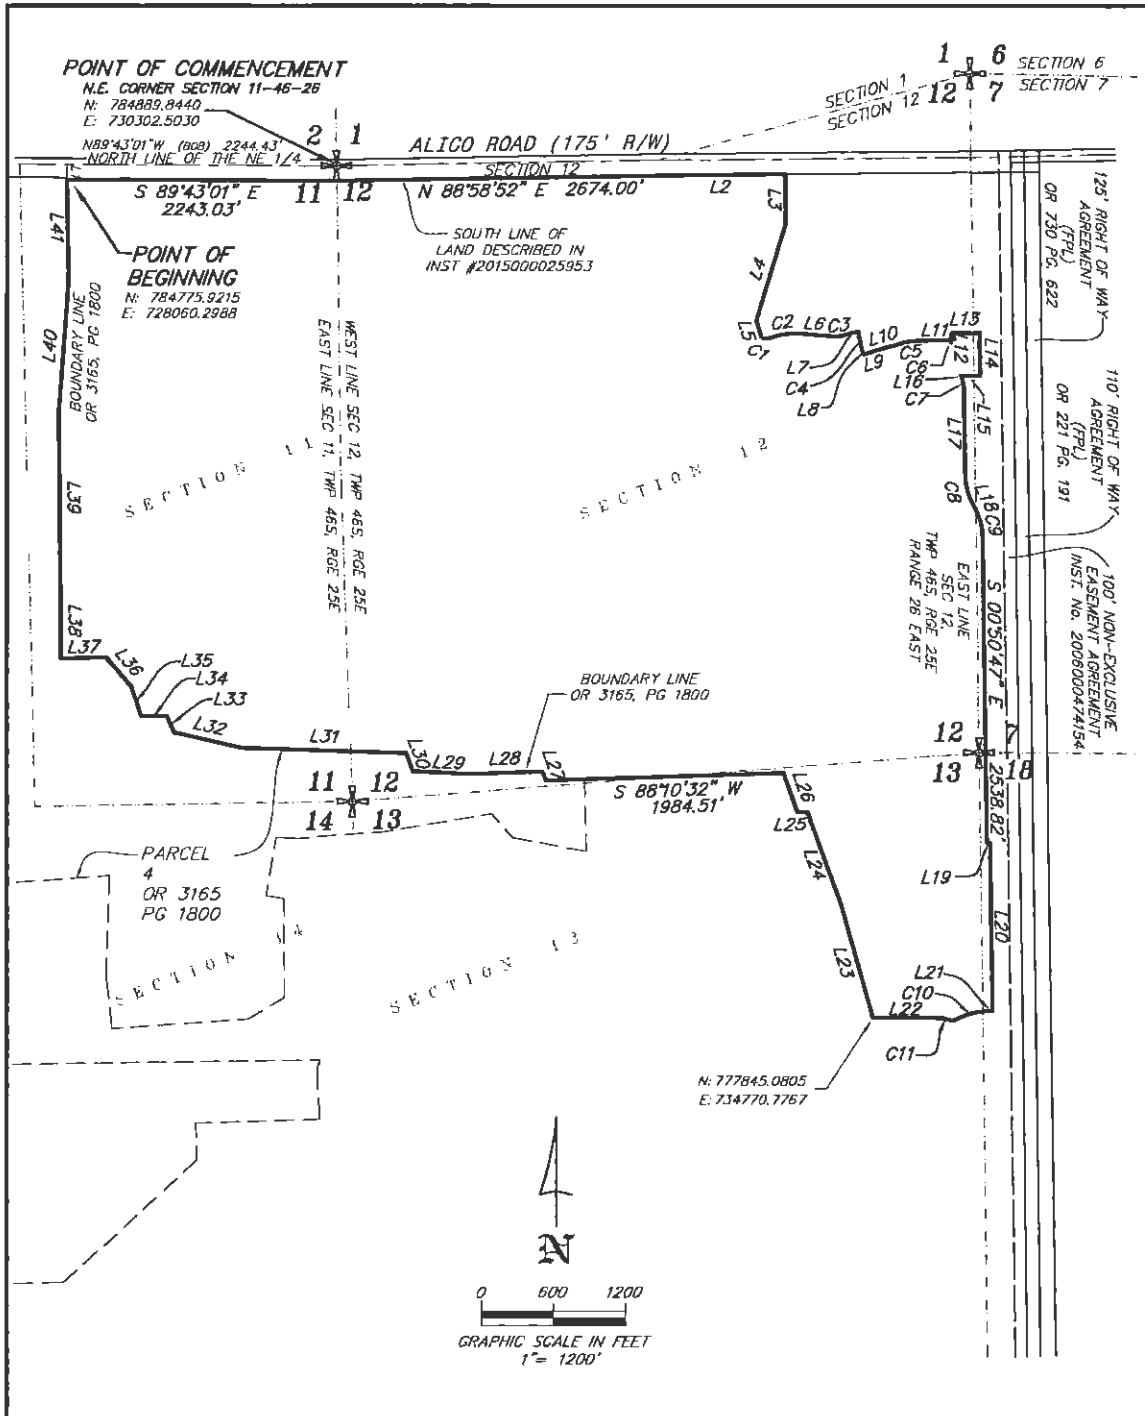 POINT OF COMMENCEMENT
N.E. CORNER SECTION 11-46-26
N: 784889.8440
E: 730302.5030
N89°43'01"W (BOB) 2244.43'
NORTH LINE OF THE NE 1/4
2 1
11 12
ALICO ROAD (175' R/W)
SECTION 1
SECTION 12
1 6
12 7
SECTION 6
SECTION 7
L1
S 89°43'01" E
2243.03'
SECTION 12
N 88°58'52" E 2674.00'
L2
L3
SOUTH LINE OF
LAND DESCRIBED IN
INST #2015000025953
POINT OF
BEGINNING
N: 784775.9215
E: 728060.2988
L41
L40
BOUNDARY LINE
OR 3165, PG 1800
L39
L38
L37
L36
L35
L34
L33
L32
L31
L30
L29
L28
L27
WEST LINE SEC 12, TWP 46S, RGE 25E
EAST LINE SEC 11, TWP 46S, RGE 25E
SECTION 11
SECTION 12
L4
L5
C1
C2
L6
C3
L7
C4
L8
L9
L10
C5
L11
C6
L12
L13
L14
L16
C7
L15
L17
C8
L18
C9
125' RIGHT OF WAY
AGREEMENT
(FPL)
OR 730 PG. 622
110' RIGHT OF WAY
AGREEMENT
(FPL)
OR 221 PG. 191
100' NON-EXCLUSIVE
EASEMENT AGREEMENT
INST. No. 2006000474154
EAST LINE
SEC 12,
TWP 46S, RGE 25E
RANGE 26 EAST
S 00°50'47" E
2538.82'
BOUNDARY LINE
OR 3165, PG 1800
S 88°10'32" W
1984.51'
12 7
13 18
11 12
14 13
PARCEL
4
OR 3165
PG 1800
L26
L25
L24
L23
L19
L20
L21
C10
L22
C11
SECTION 14
SECTION 13
N: 777845.0805
E: 734770.7767
N
0 600 1200
GRAPHIC SCALE IN FEET
1"= 1200'